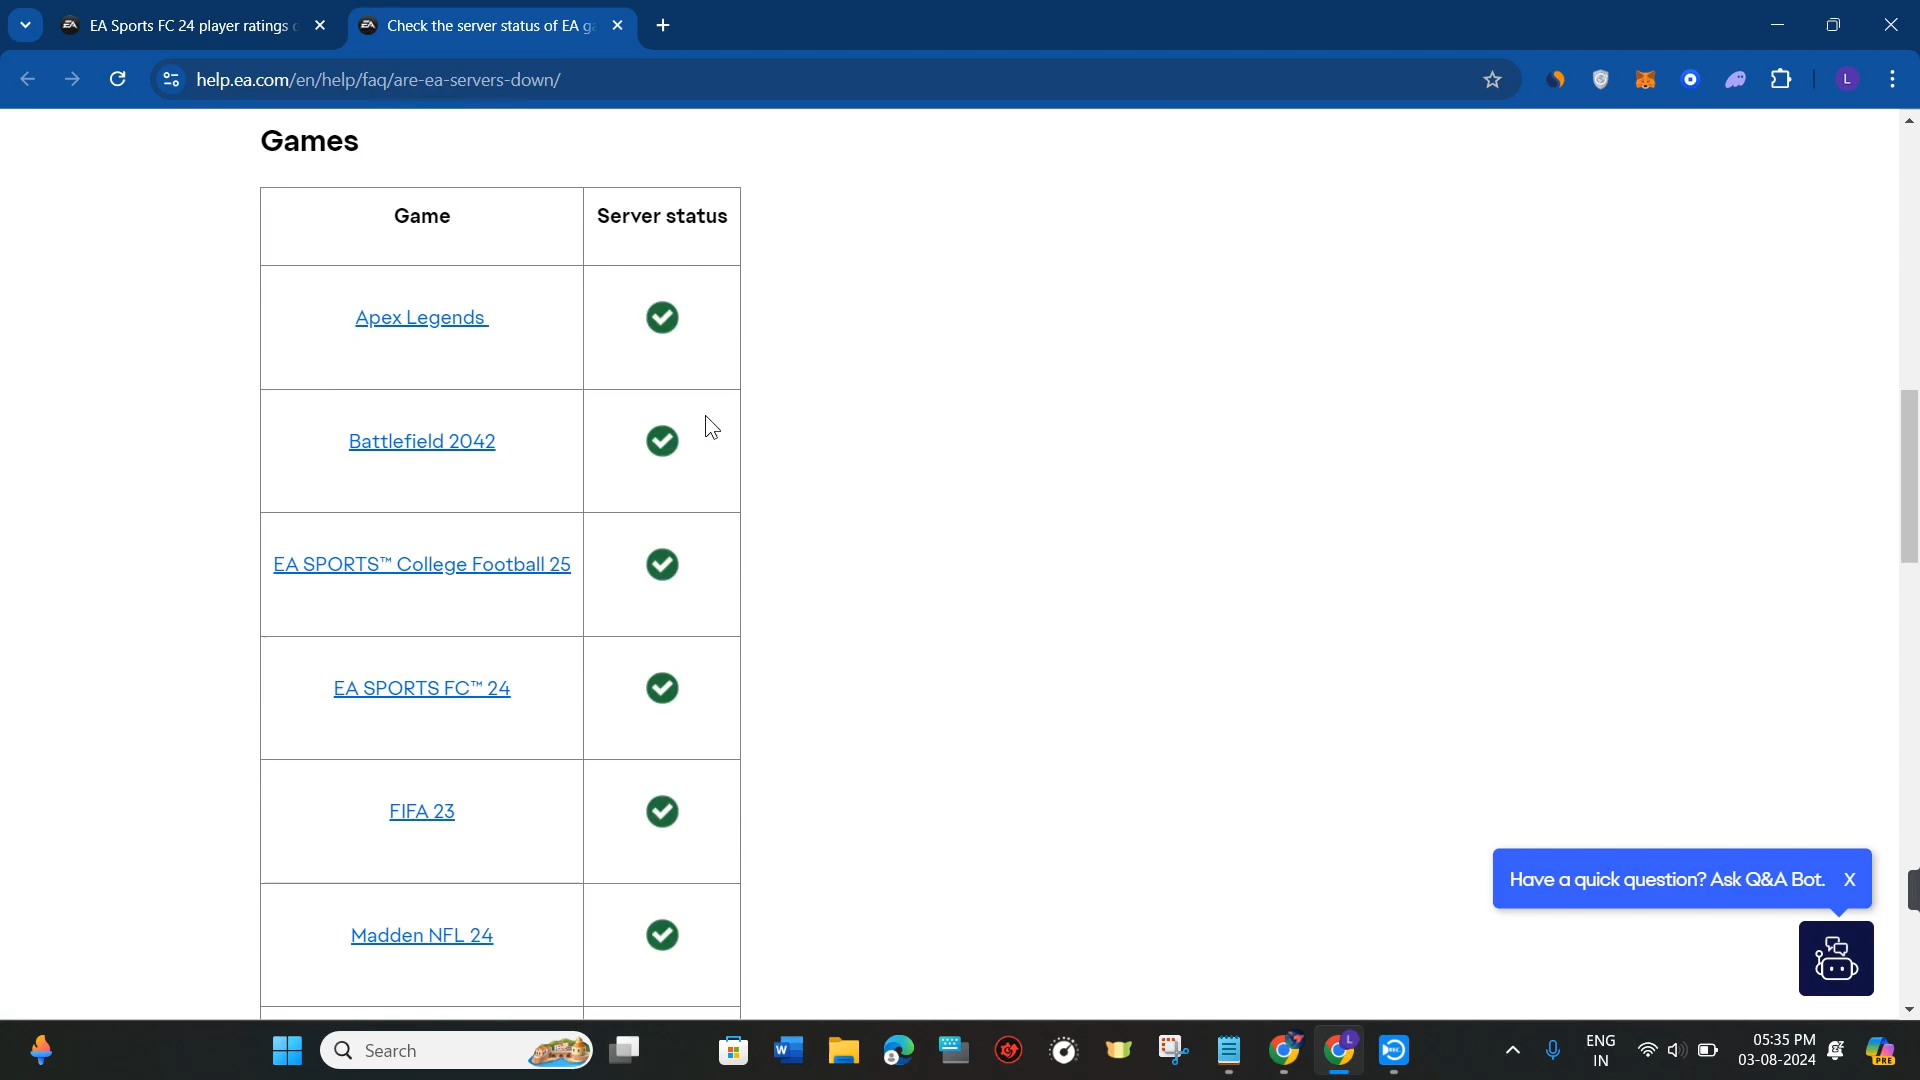 EA Sports FC 24 player ratings
Check the server status of EA ga
help.ea.com/en/help/faq/are-ea-servers-down/
L
Games
Game
Server status
Apex Legends
Battlefield 2042
EA SPORTS™ College Football 25
EA SPORTS FC™ 24
FIFA 23
Madden NFL 24
Have a quick question? Ask Q&A Bot. X
Search
ENG
IN
05:35 PM
03-08-2024